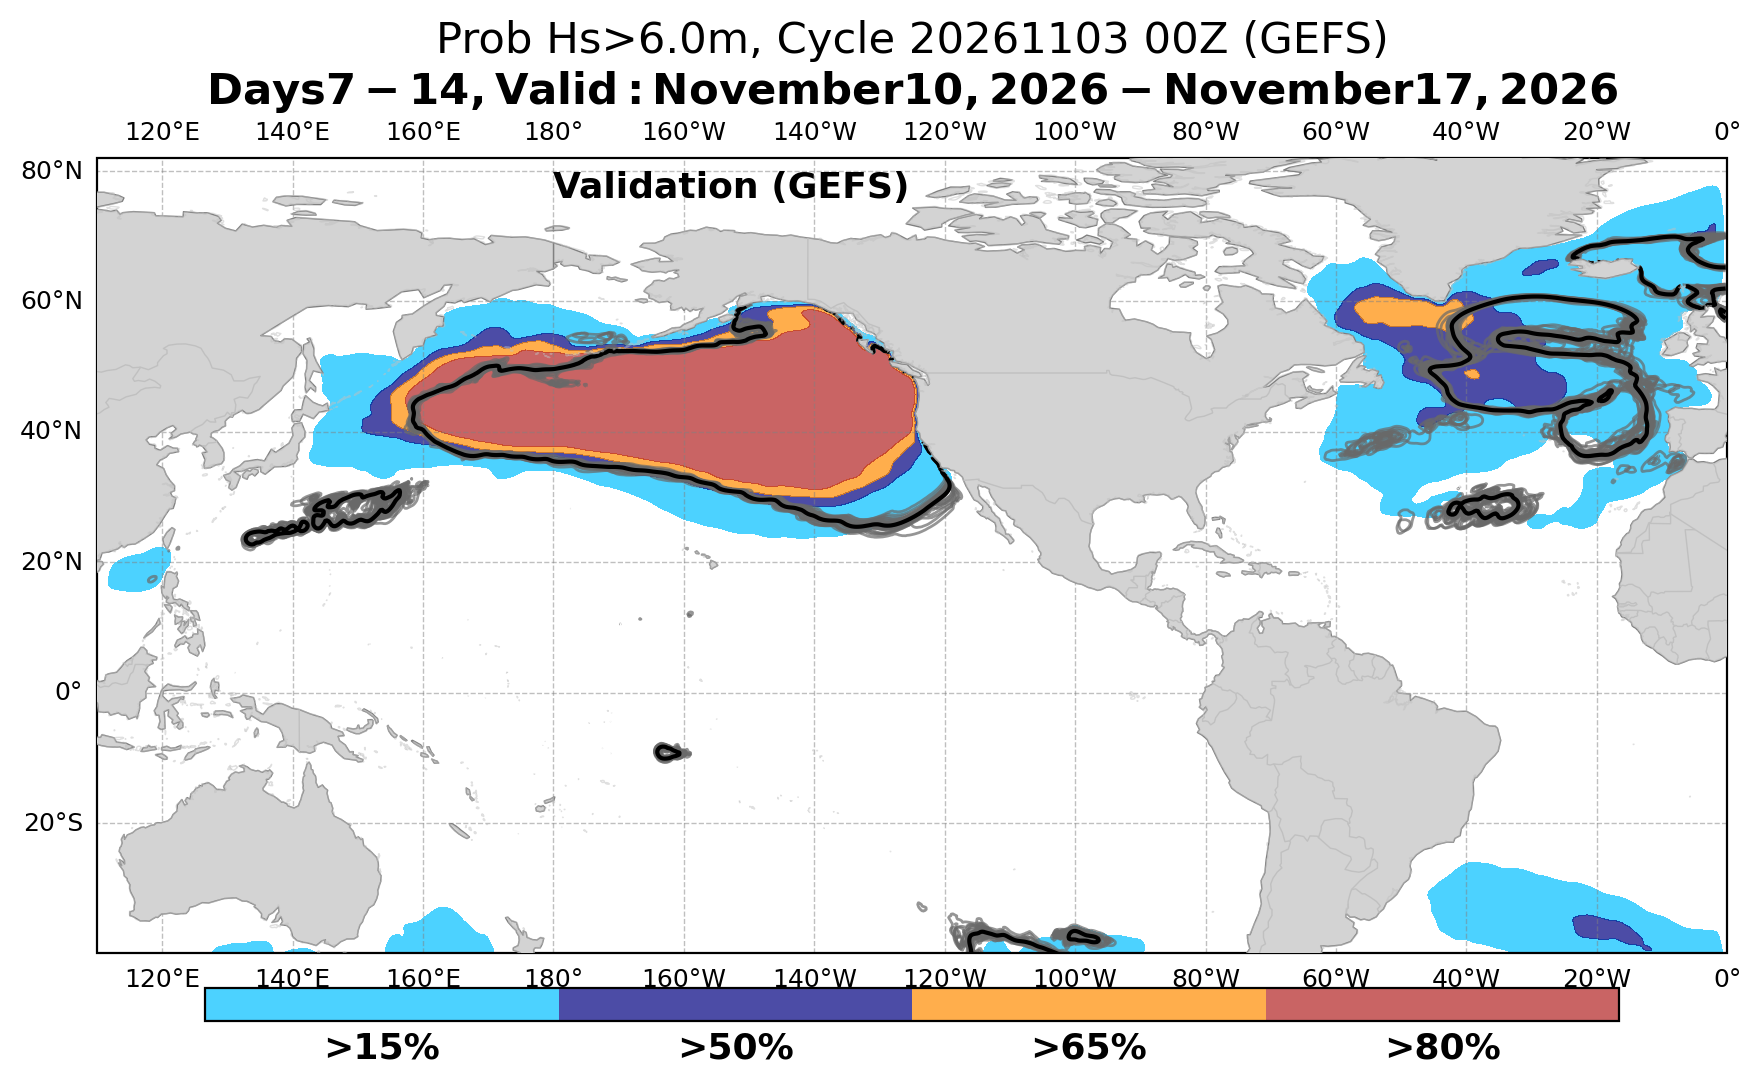 Prob Hs>6.0m, Cycle 20261103 00Z (GEFS)
Days7 − 14, Valid : November10, 2026 − November17, 2026
120°E 140°E 160°E 180° 160°W 140°W 120°W 100°W 80°W 60°W 40°W 20°W 0°
80°N
Validation (GEFS)
60°N
40°N
20°N
0°
20°S
120°E 140°E 160°E 180° 160°W 140°W 120°W 100°W 80°W 60°W 40°W 20°W 0°
>15% >50% >65% >80%